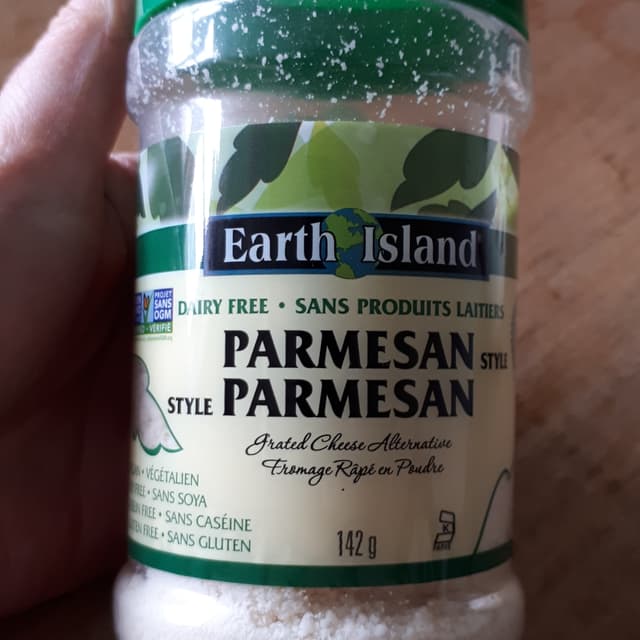 Earth Island
DAIRY FREE • SANS PRODUITS LAITIERS
PROJET
SANS
OGM
VÉRIFIÉ
PARMESAN STYLE
STYLE PARMESAN
Grated Cheese Alternative
Fromage Râpé en Poudre
• VÉGÉTALIEN
FREE • SANS SOYA
FREE • SANS CASÉINE
FREE • SANS GLUTEN
142 g